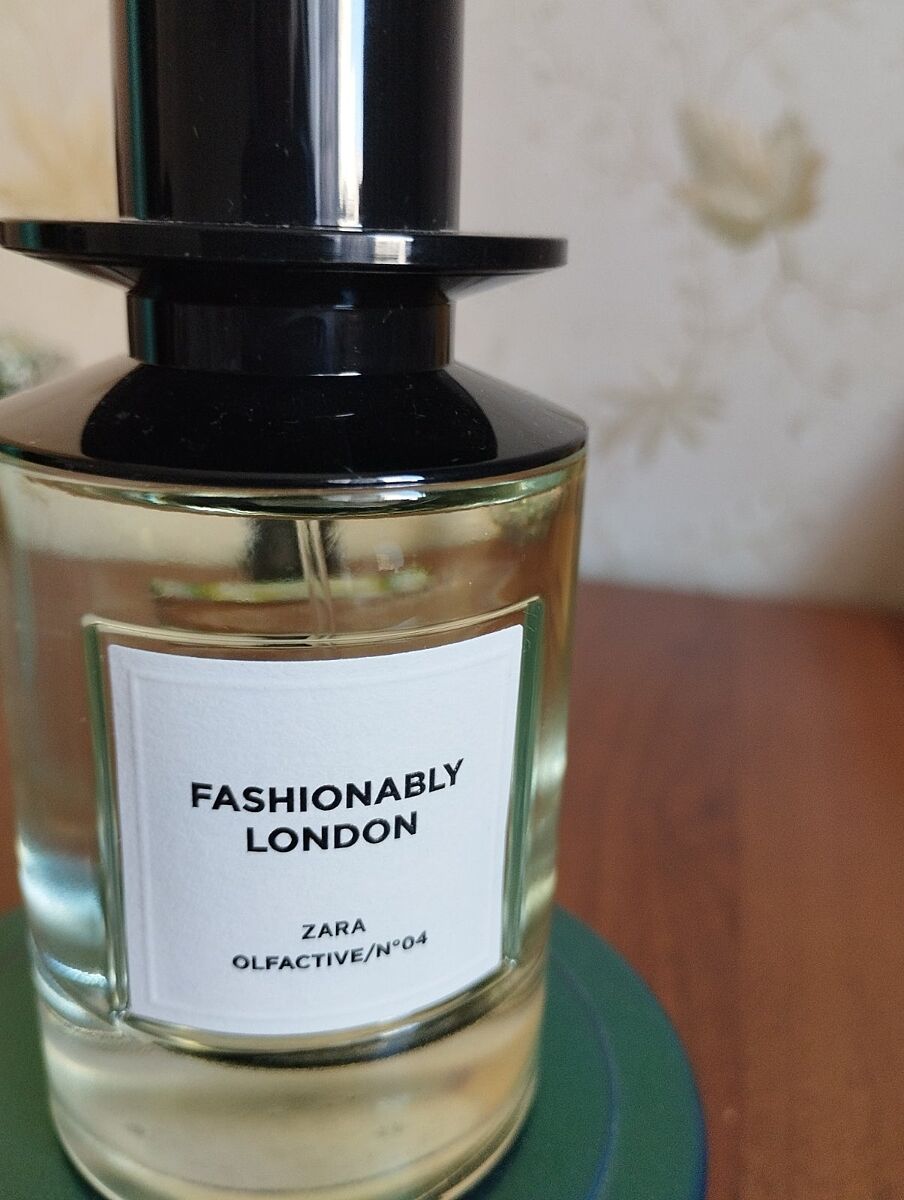 FASHIONABLY
LONDON
ZARA
OLFACTIVE/N°04